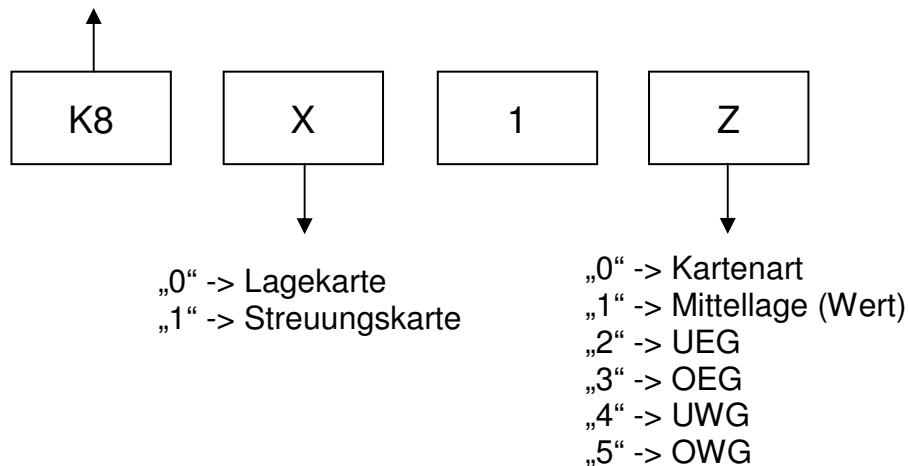 K8 X 1 Z
„0“ -> Lagekarte
„1“ -> Streuungskarte
„0“ -> Kartenart
„1“ -> Mittellage (Wert)
„2“ -> UEG
„3“ -> OEG
„4“ -> UWG
„5“ -> OWG